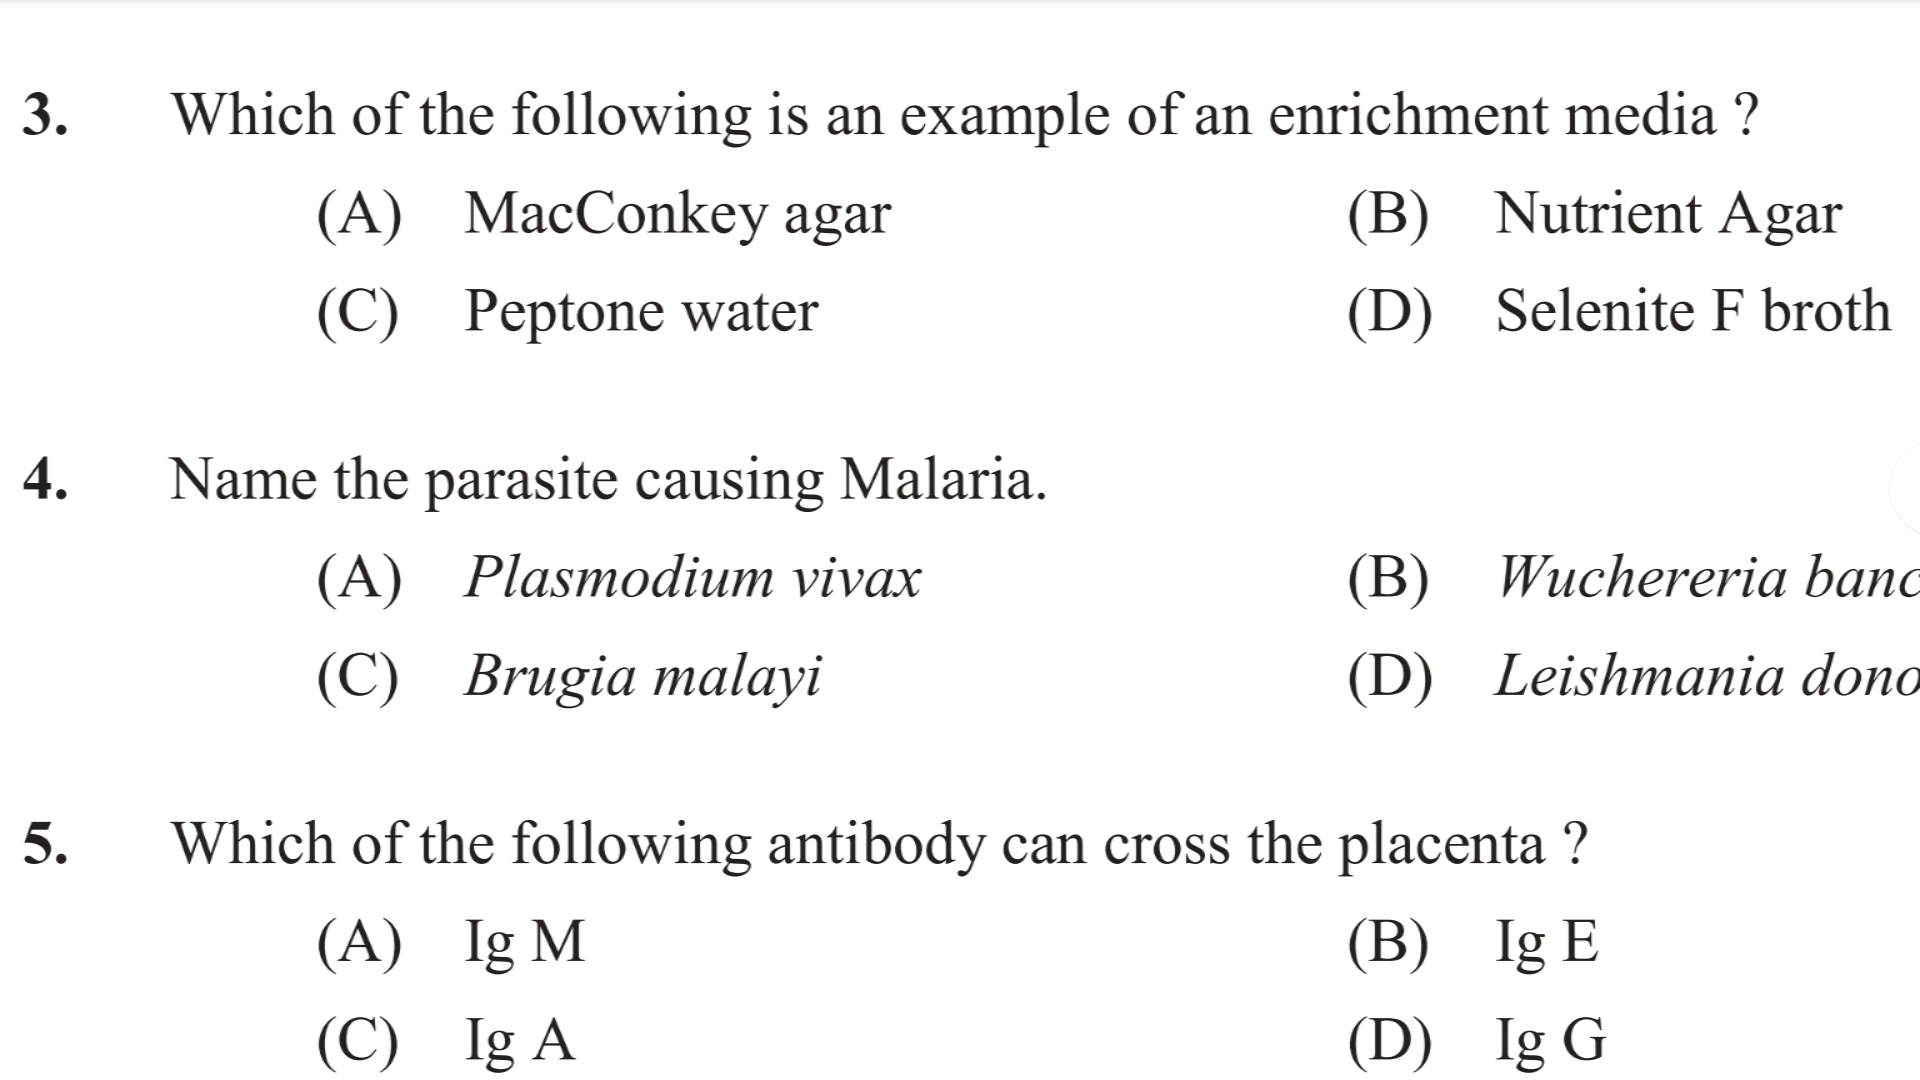 3. Which of the following is an example of an enrichment media ?
(A) MacConkey agar (B) Nutrient Agar
(C) Peptone water (D) Selenite F broth
4. Name the parasite causing Malaria.
(A) Plasmodium vivax (B) Wuchereria
(C) Brugia malayi (D) Leishmania
5. Which of the following antibody can cross the placenta ?
(A) Ig M (B) Ig E
(C) Ig A (D) Ig G